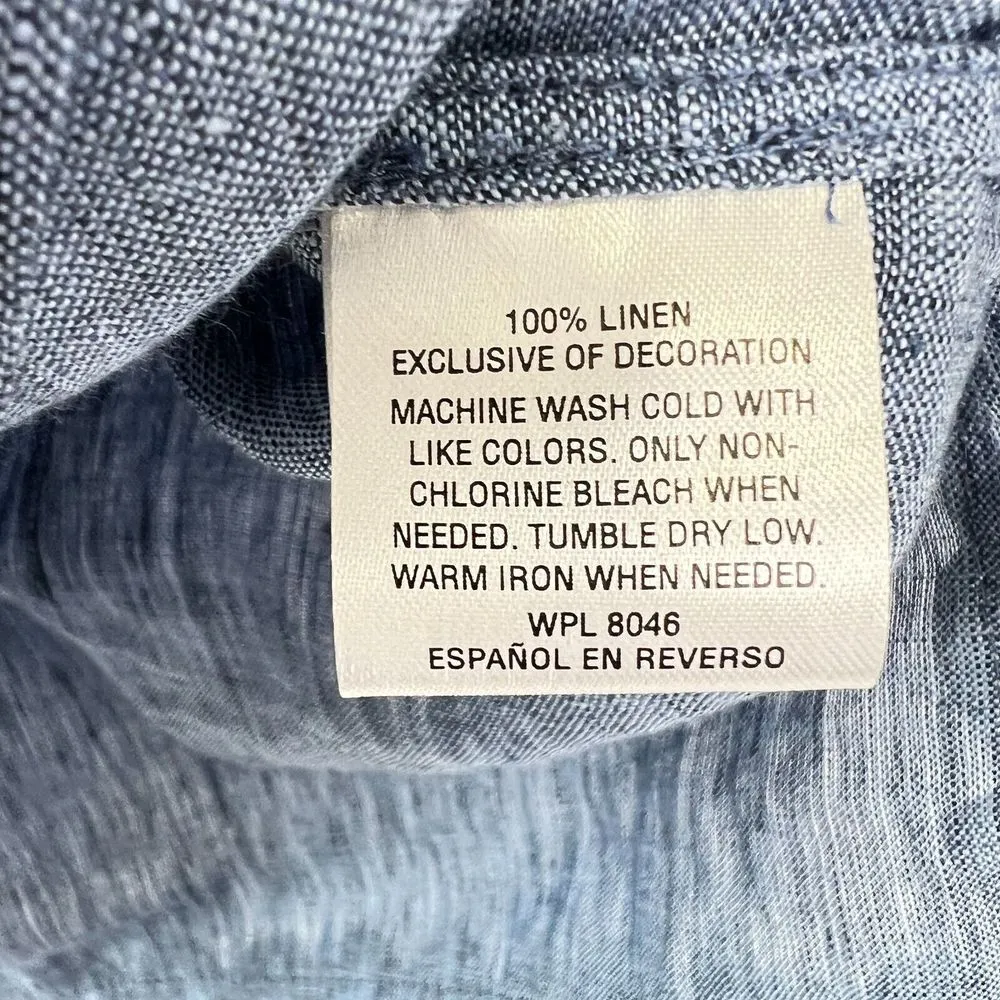 100% LINEN
EXCLUSIVE OF DECORATION
MACHINE WASH COLD WITH
LIKE COLORS. ONLY NON-
CHLORINE BLEACH WHEN
NEEDED. TUMBLE DRY LOW.
WARM IRON WHEN NEEDED.
WPL 8046
ESPAÑOL EN REVERSO